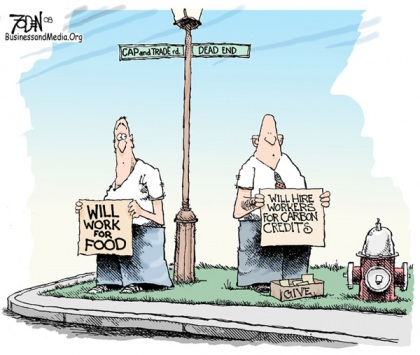 08
BusinessandMedia.Org
CAP and TRADE rd.
DEAD END
WILL
WORK
FOR
FOOD
WILL HIRE
WORKERS
FOR CARBON
CREDITS
GIVE